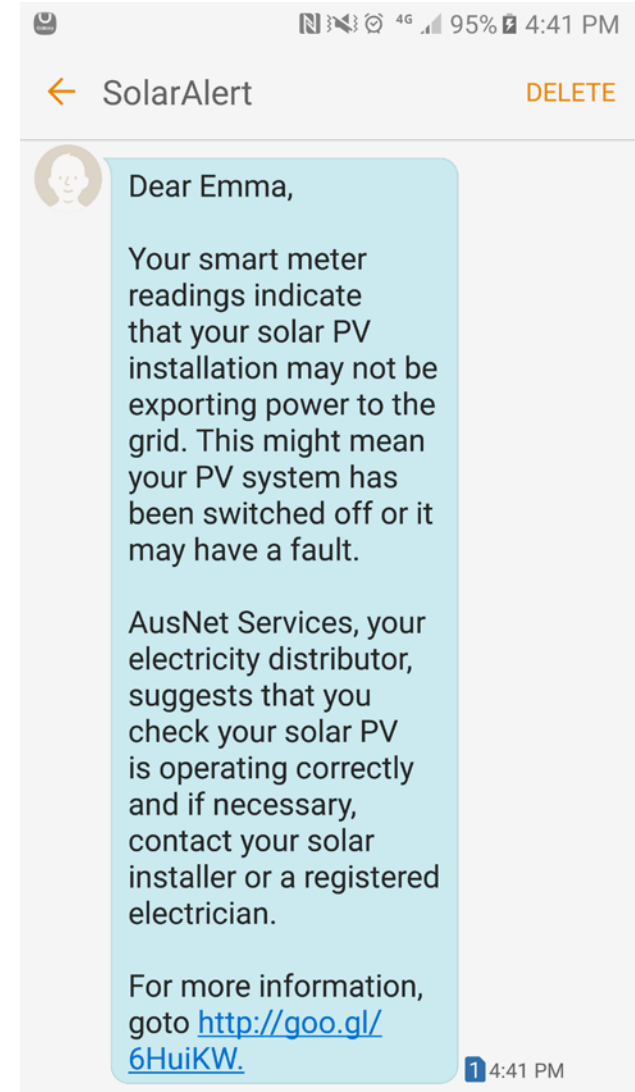 4G 95% 4:41 PM
SolarAlert DELETE
Dear Emma,
Your smart meter
readings indicate
that your solar PV
installation may not be
exporting power to the
grid. This might mean
your PV system has
been switched off or it
may have a fault.
AusNet Services, your
electricity distributor,
suggests that you
check your solar PV
is operating correctly
and if necessary,
contact your solar
installer or a registered
electrician.
For more information,
goto http://goo.gl/
6HuiKW.
1 4:41 PM